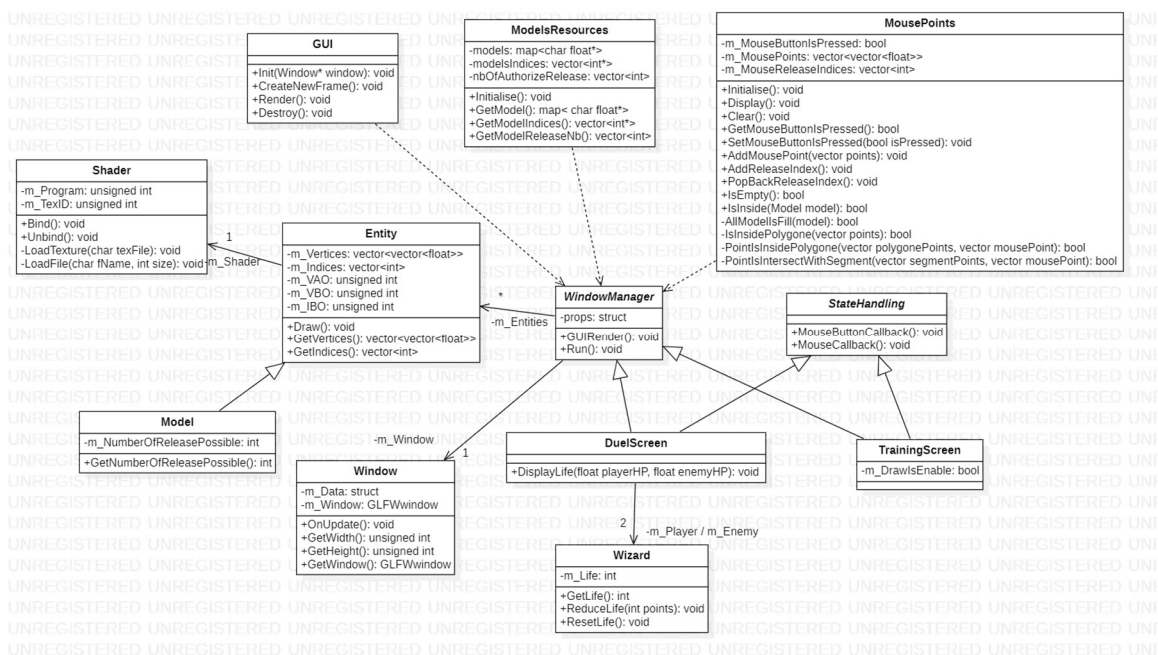 GUI
+Init(Window* window): void
+CreateNewFrame(): void
+Render(): void
+Destroy(): void
ModelsResources
-models: map<char float*>
-modelsIndices: vector<int*>
-nbOfAuthorizeRelease: vector<int>
+Initialise(): void
+GetModel(): map< char float*>
+GetModelIndices(): vector<int*>
+GetModelReleaseNb(): vector<int>
MousePoints
-m_MouseButtonIsPressed: bool
-m_MousePoints: vector<vector<float>>
-m_MouseReleaseIndices: vector<int>
+Initialise(): void
+Display(): void
+Clear(): void
+GetMouseButtonIsPressed(): bool
+SetMouseButtonIsPressed(bool isPressed): void
+AddMousePoint(vector points): void
+AddReleaseIndex(): void
+PopBackReleaseIndex(): void
+IsEmpty(): bool
+IsInside(Model model): bool
-AllModelIsFill(model): bool
-IsInsidePolygone(vector points): bool
-PointIsInsidePolygone(vector polygonePoints, vector mousePoint): bool
-PointIsIntersectWithSegment(vector segmentPoints, vector mousePoint): bool
Shader
-m_Program: unsigned int
-m_TexID: unsigned int
+Bind(): void
+Unbind(): void
-LoadTexture(char texFile): void
-LoadFile(char fName, int size): void
1
-m_Shader
Entity
-m_Vertices: vector<vector<float>>
-m_Indices: vector<int>
-m_VAO: unsigned int
-m_VBO: unsigned int
-m_IBO: unsigned int
+Draw(): void
+GetVertices(): vector<vector<float>>
+GetIndices(): vector<int>
*
-m_Entities
WindowManager
-props: struct
+GUIRender(): void
+Run(): void
StateHandling
+MouseButtonCallback(): void
+MouseCallback(): void
Model
-m_NumberOfReleasePossible: int
+GetNumberOfReleasePossible(): int
-m_Window
1
Window
-m_Data: struct
-m_Window: GLFWwindow
+OnUpdate(): void
+GetWidth(): unsigned int
+GetHeight(): unsigned int
+GetWindow(): GLFWwindow
DuelScreen
+DisplayLife(float playerHP, float enemyHP): void
TrainingScreen
-m_DrawIsEnable: bool
2
-m_Player / m_Enemy
Wizard
-m_Life: int
+GetLife(): int
+ReduceLife(int points): void
+ResetLife(): void
UNREGISTERED